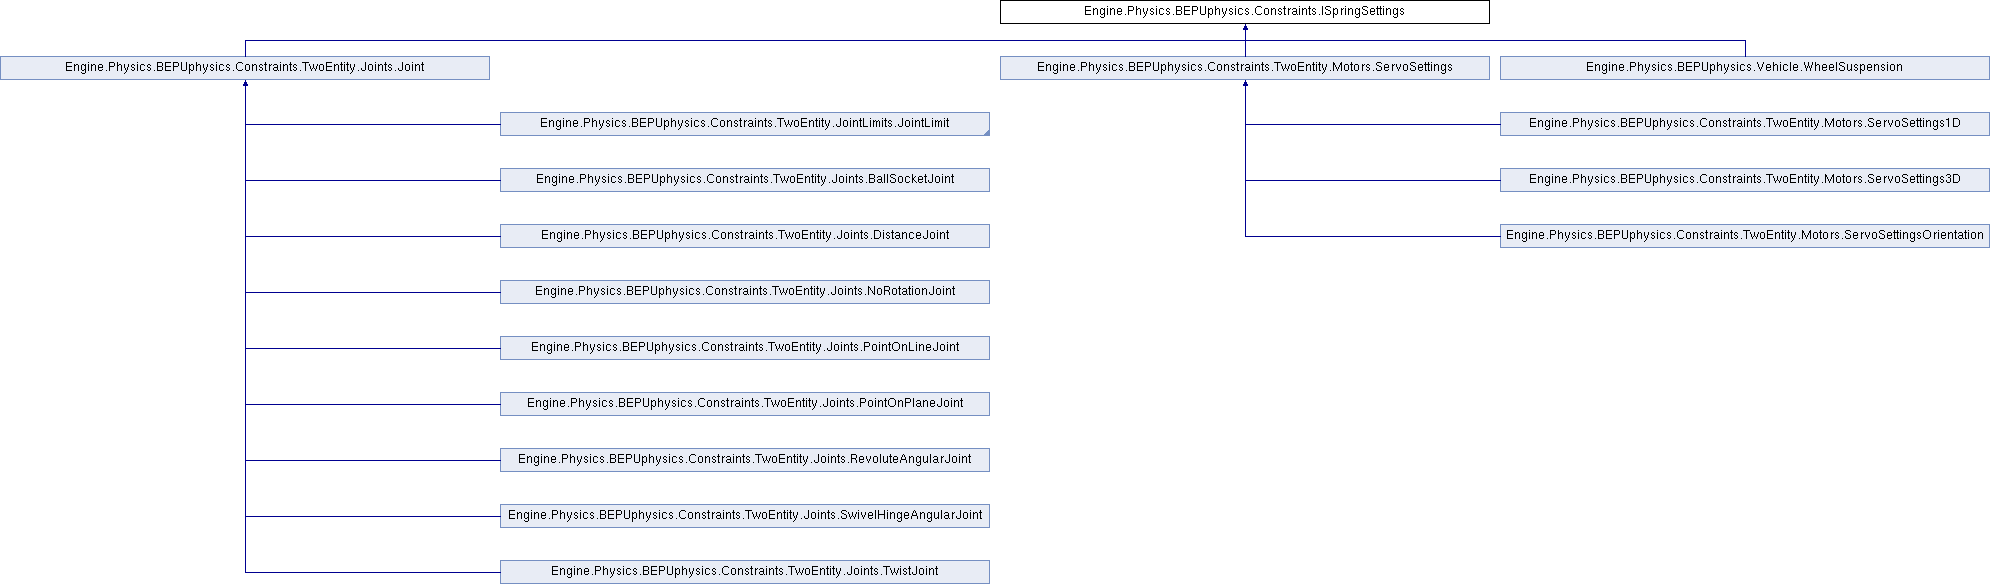 Engine.Physics.BEPUphysics.Constraints.ISpringSettings
Engine.Physics.BEPUphysics.Constraints.TwoEntity.Joints.Joint
Engine.Physics.BEPUphysics.Constraints.TwoEntity.Motors.ServoSettings
Engine.Physics.BEPUphysics.Vehicle.WheelSuspension
Engine.Physics.BEPUphysics.Constraints.TwoEntity.JointLimits.JointLimit
Engine.Physics.BEPUphysics.Constraints.TwoEntity.Motors.ServoSettings1D
Engine.Physics.BEPUphysics.Constraints.TwoEntity.Joints.BallSocketJoint
Engine.Physics.BEPUphysics.Constraints.TwoEntity.Motors.ServoSettings3D
Engine.Physics.BEPUphysics.Constraints.TwoEntity.Joints.DistanceJoint
Engine.Physics.BEPUphysics.Constraints.TwoEntity.Motors.ServoSettingsOrientation
Engine.Physics.BEPUphysics.Constraints.TwoEntity.Joints.NoRotationJoint
Engine.Physics.BEPUphysics.Constraints.TwoEntity.Joints.PointOnLineJoint
Engine.Physics.BEPUphysics.Constraints.TwoEntity.Joints.PointOnPlaneJoint
Engine.Physics.BEPUphysics.Constraints.TwoEntity.Joints.RevoluteAngularJoint
Engine.Physics.BEPUphysics.Constraints.TwoEntity.Joints.SwivelHingeAngularJoint
Engine.Physics.BEPUphysics.Constraints.TwoEntity.Joints.TwistJoint